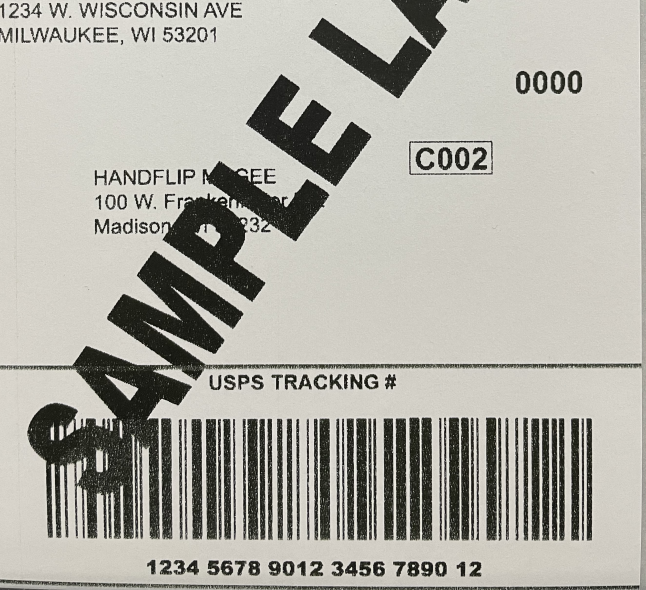 1234 W. WISCONSIN AVE
MILWAUKEE, WI 53201
0000
C002
HANDFLIP
100 W.
Madison
SAMPLE
USPS TRACKING #
1234 5678 9012 3456 7890 12